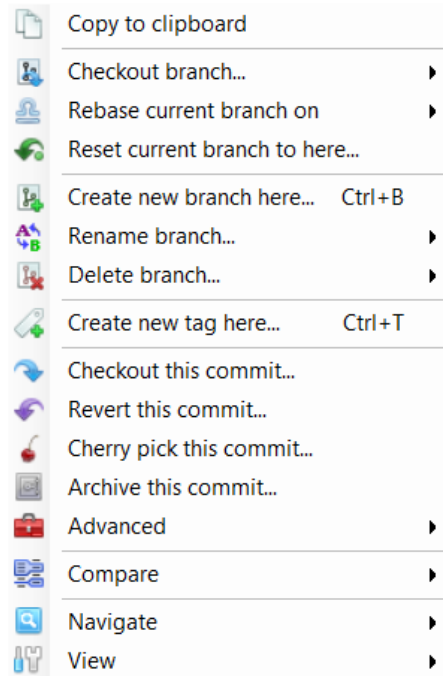 Copy to clipboard
Checkout branch...
Rebase current branch on
Reset current branch to here...
Create new branch here... Ctrl+B
Rename branch...
Delete branch...
Create new tag here... Ctrl+T
Checkout this commit...
Revert this commit...
Cherry pick this commit...
Archive this commit...
Advanced
Compare
Navigate
View